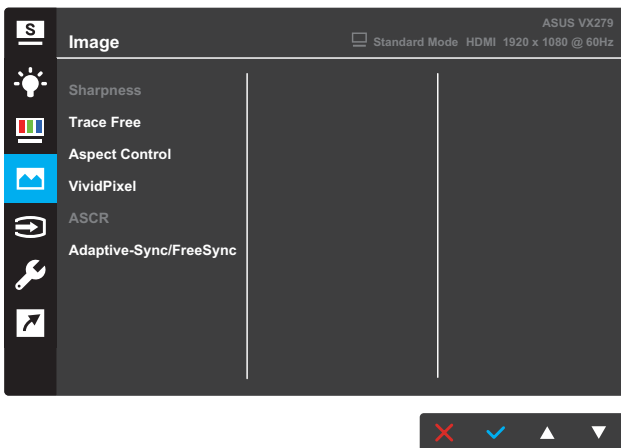 S
ASUS VX279
Image
Standard Mode HDMI 1920 x 1080 @ 60Hz
Sharpness
Trace Free
Aspect Control
VividPixel
ASCR
Adaptive-Sync/FreeSync